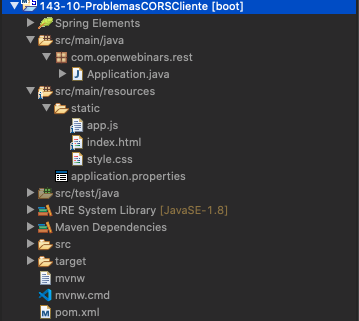 143-10-ProblemasCORSCliente [boot]
Spring Elements
src/main/java
com.openwebinars.rest
Application.java
src/main/resources
static
app.js
index.html
style.css
application.properties
src/test/java
JRE System Library [JavaSE-1.8]
Maven Dependencies
src
target
mvnw
mvnw.cmd
pom.xml